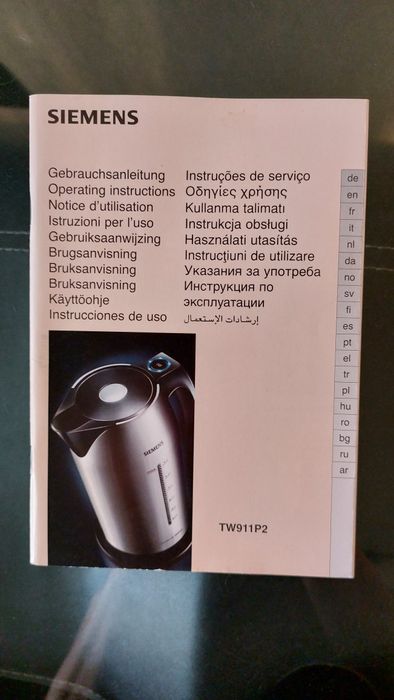 SIEMENS
Gebrauchsanleitung
Operating instructions
Notice d'utilisation
Istruzioni per l'uso
Gebruiksaanwijzing
Brugsanvisning
Bruksanvisning
Bruksanvisning
Käyttöohje
Instrucciones de uso
Instruções de serviço
Οδηγίες χρήσης
Kullanma talimatı
Instrukcja obsługi
Használati utasítás
Instrucţiuni de utilizare
Указания за употреба
Инструкция по
эксплуатации
إرشادات الإستعمال
de
en
fr
it
nl
da
no
sv
fi
es
pt
el
tr
pl
hu
ro
bg
ru
ar
SIEMENS
TW911P2